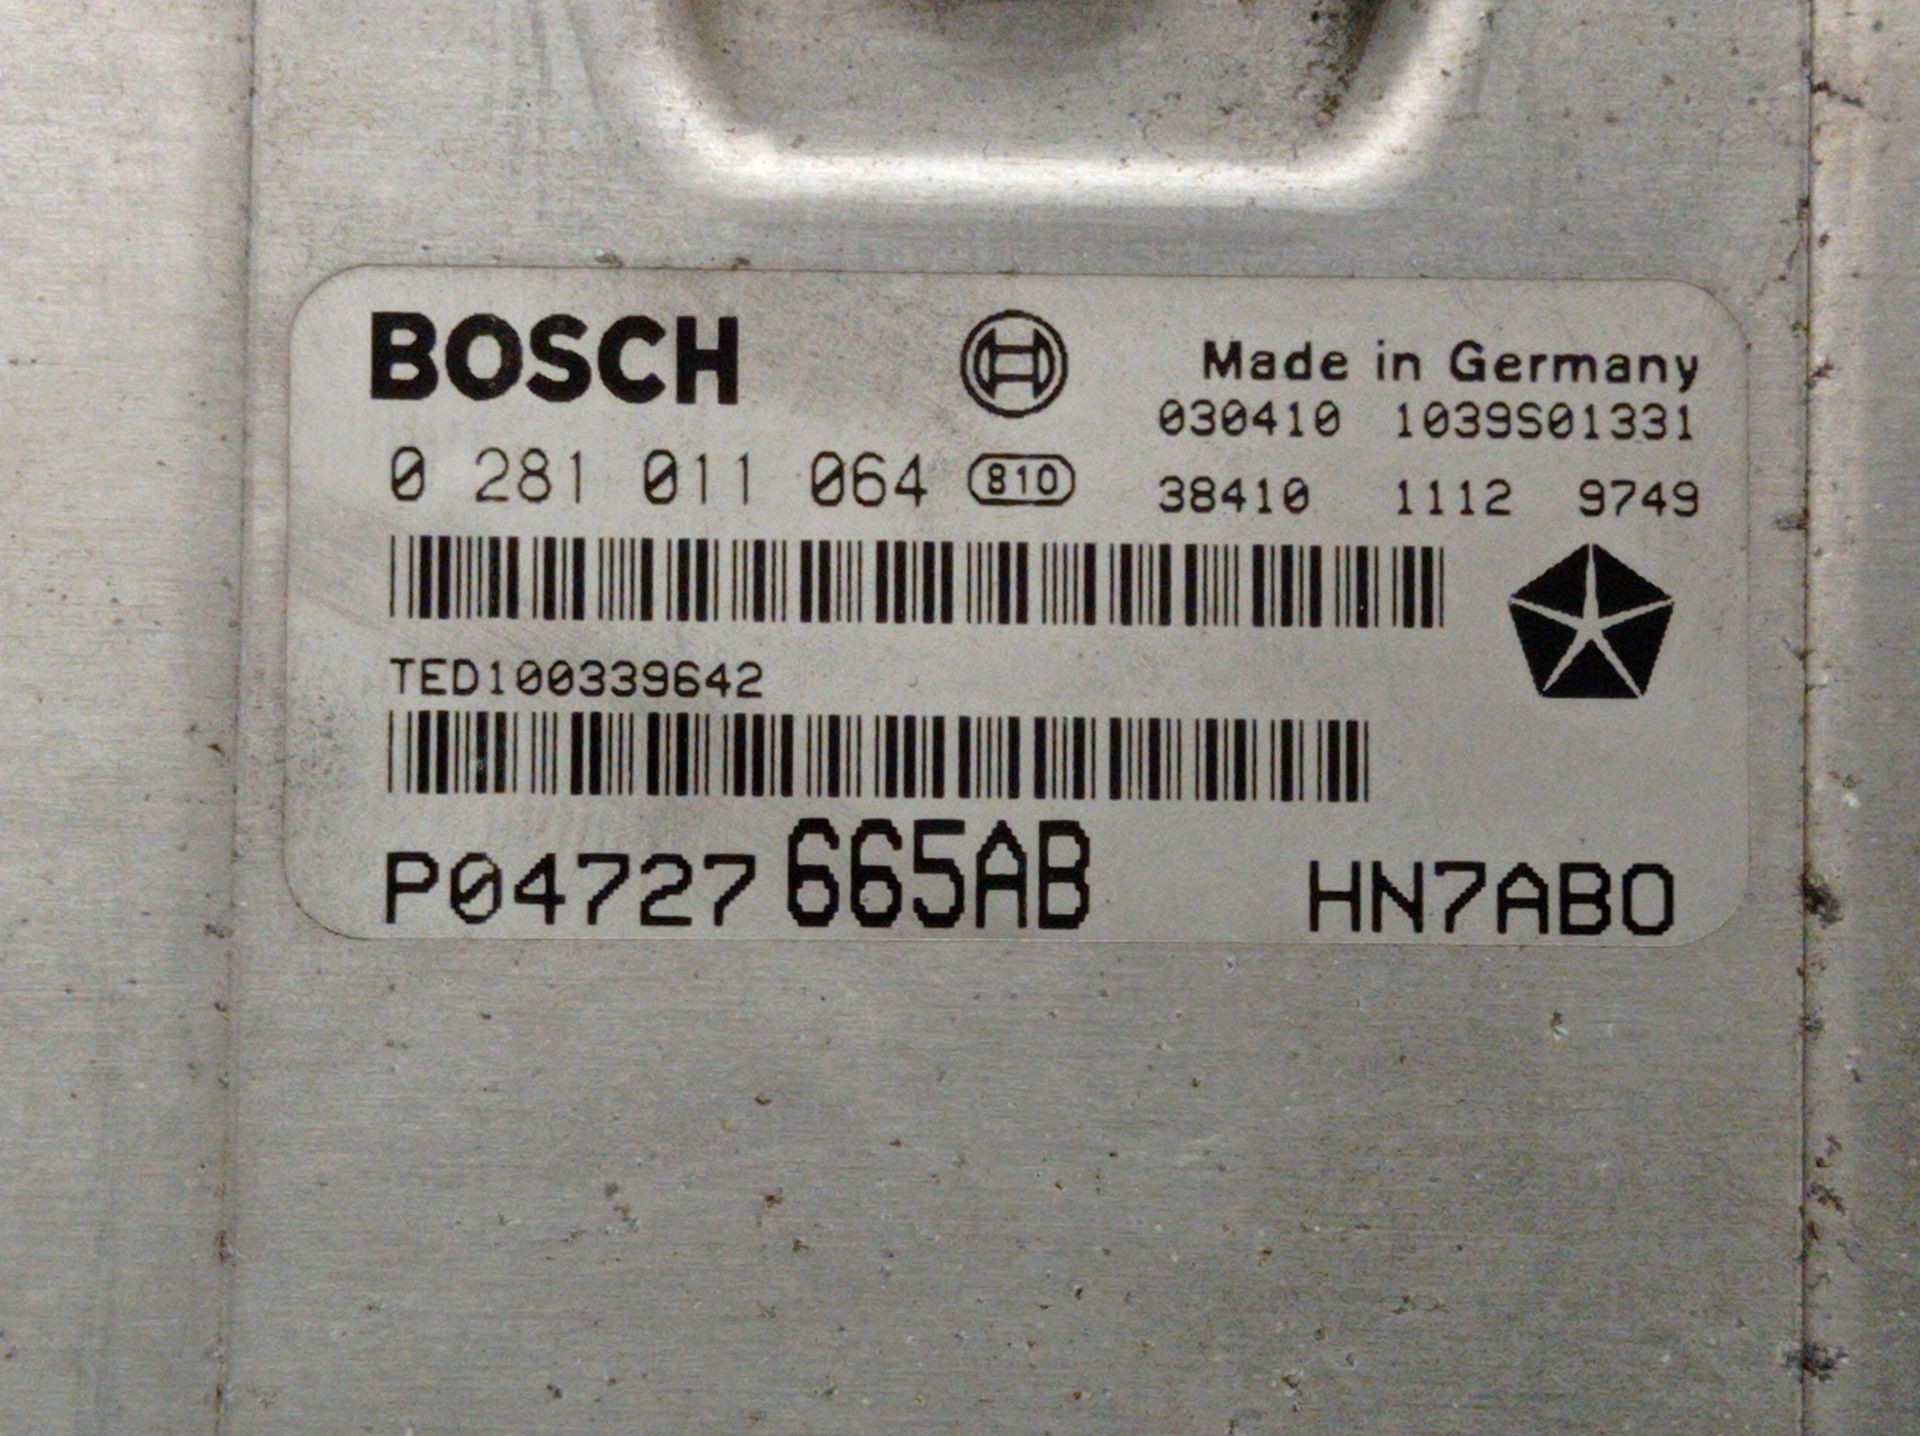 BOSCH
Made in Germany
030410 1039S01331
0 281 011 064 810 38410 1112 9749
TED100339642
P04727665AB HN7AB0